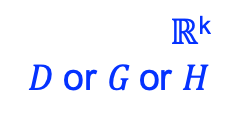 ℝᵏ
D or G or H